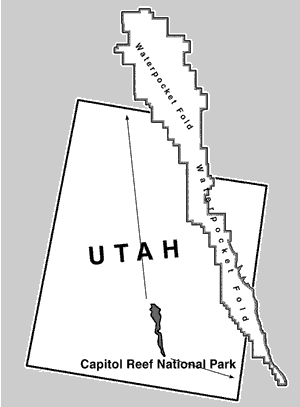 Waterpocket Fold
Waterpocket Fold
UTAH
Capitol Reef National Park